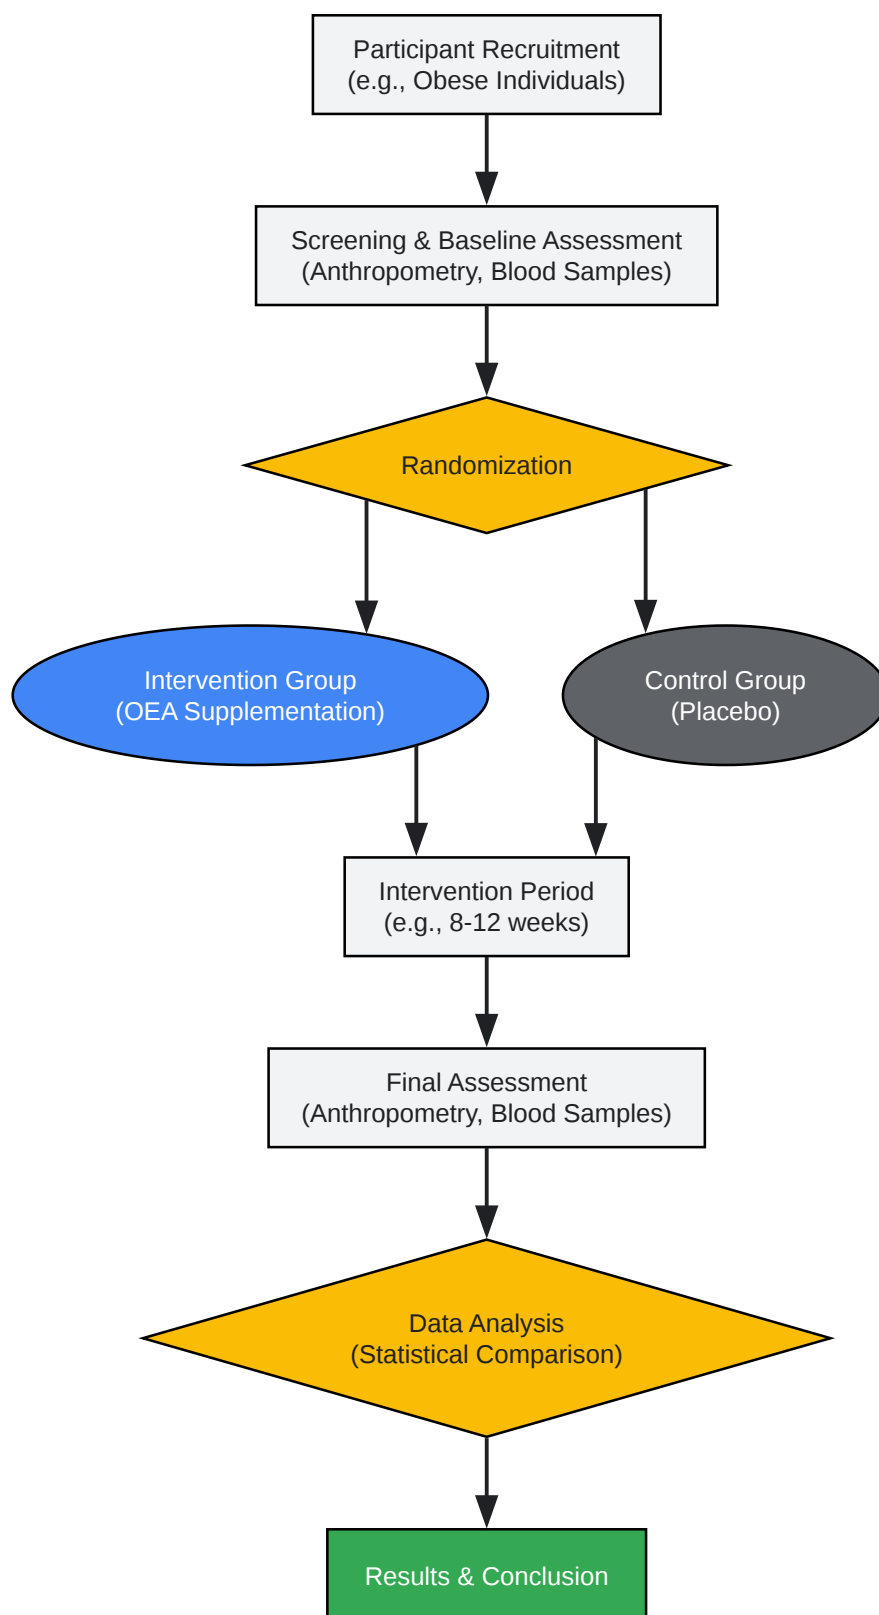 Participant Recruitment
(e.g., Obese Individuals)
Screening & Baseline Assessment
(Anthropometry, Blood Samples)
Randomization
Intervention Group
(OEA Supplementation)
Control Group
(Placebo)
Intervention Period
(e.g., 8-12 weeks)
Final Assessment
(Anthropometry, Blood Samples)
Data Analysis
(Statistical Comparison)
Results & Conclusion